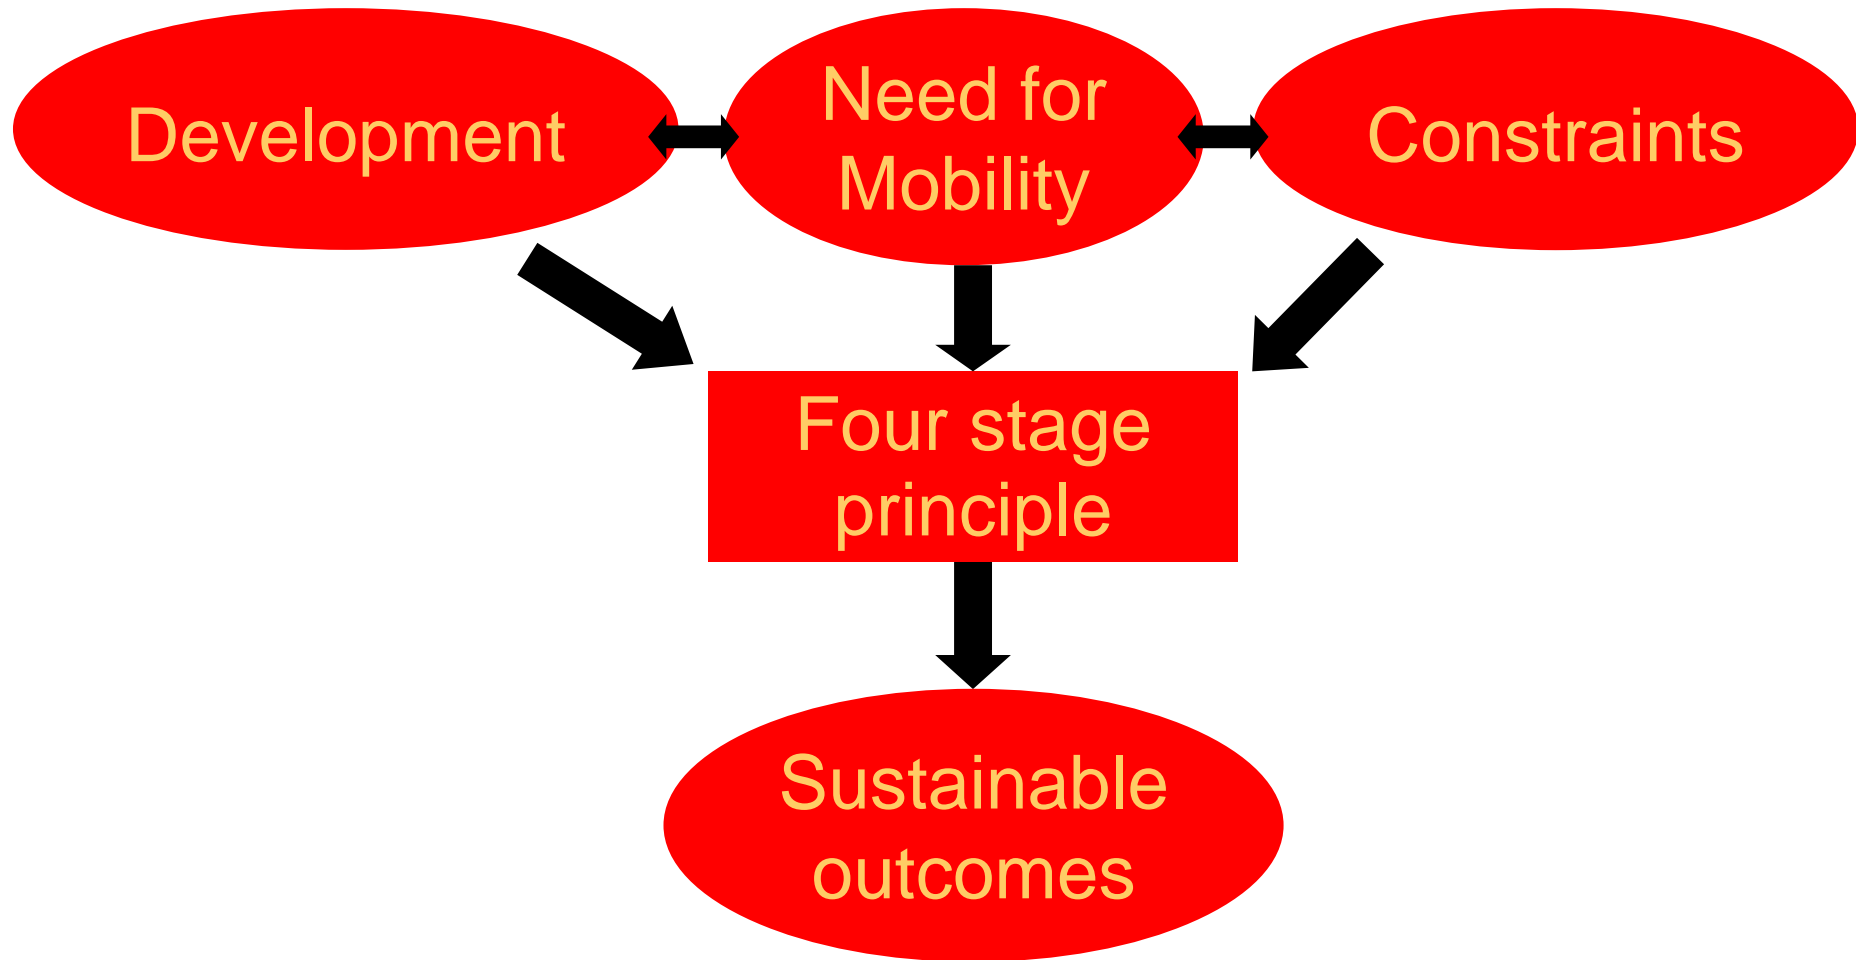 Development
Need for
Mobility
Constraints
Four stage
principle
Sustainable
outcomes